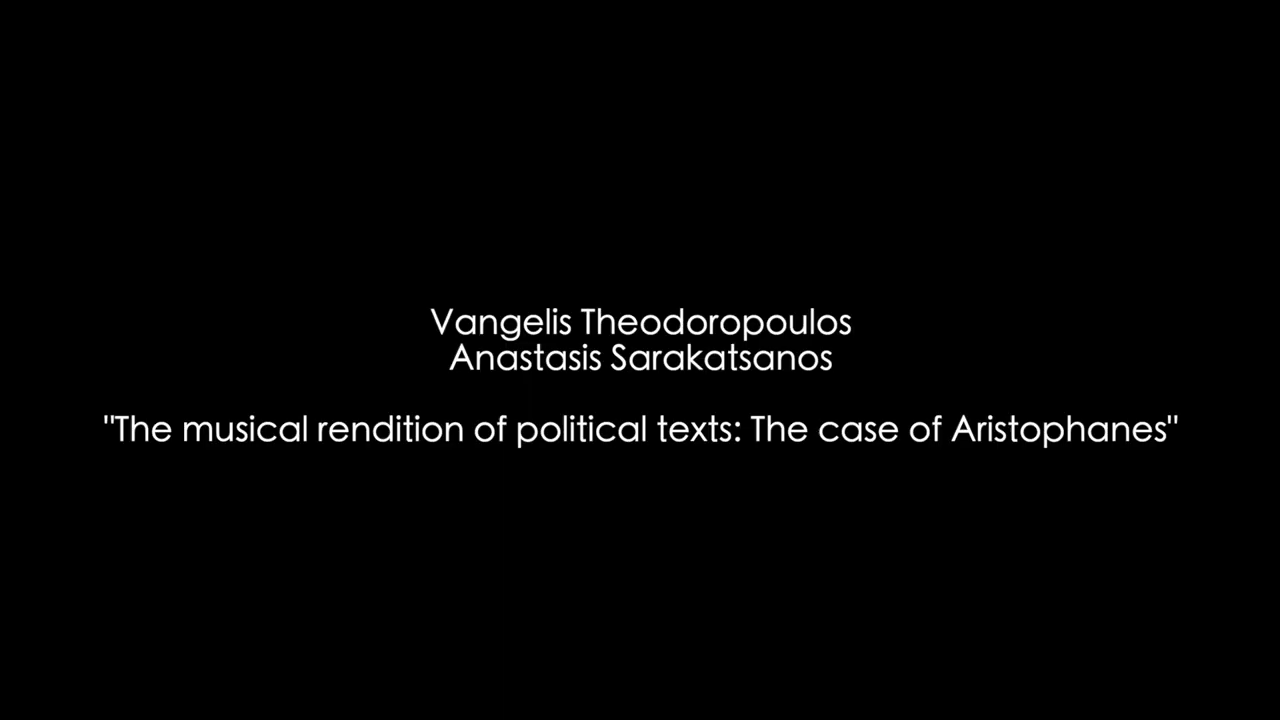 Vangelis Theodoropoulos
Anastasis Sarakatsanos
"The musical rendition of political texts: The case of Aristophanes"